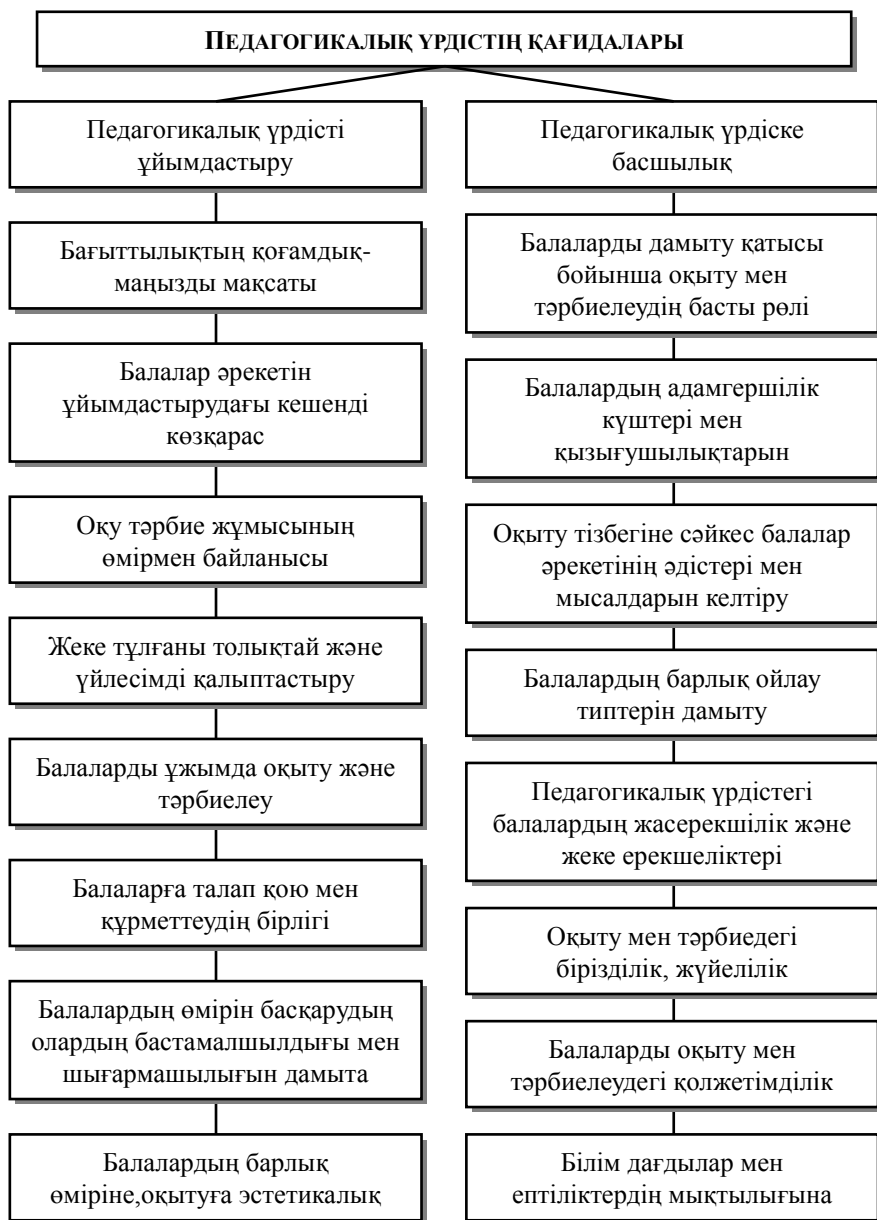 ПЕДАГОГИКАЛЫҚ ҮРДІСТІҢ ҚАҒИДАЛАРЫ
Педагогикалық үрдісті
ұйымдастыру
Бағыттылықтың қоғамдық-
маңызды мақсаты
Балалар әрекетін
ұйымдастырудағы кешенді
көзқарас
Оқу тәрбие жұмысының
өмірмен байланысы
Жеке тұлғаны толықтай және
үйлесімді қалыптастыру
Балаларды ұжымда оқыту және
тәрбиелеу
Балаларға талап қою мен
құрметтеудің бірлігі
Балалардың өмірін басқарудың
олардың бастамалшылдығы мен
шығармашылығын дамыта
Балалардың барлық
өміріне,оқытуға эстетикалық
Педагогикалық үрдіске
басшылық
Балаларды дамыту қатысы
бойынша оқыту мен
тәрбиелеудің басты рөлі
Балалардың адамгершілік
күштері мен
қызығушылықтарын
Оқыту тізбегіне сәйкес балалар
әрекетінің әдістері мен
мысалдарын келтіру
Балалардың барлық ойлау
типтерін дамыту
Педагогикалық үрдістегі
балалардың жасерекшілік және
жеке ерекшеліктері
Оқыту мен тәрбиедегі
бірізділік, жүйелілік
Балаларды оқыту мен
тәрбиелеудегі қолжетімділік
Білім дағдылар мен
ептіліктердің мықтылығына